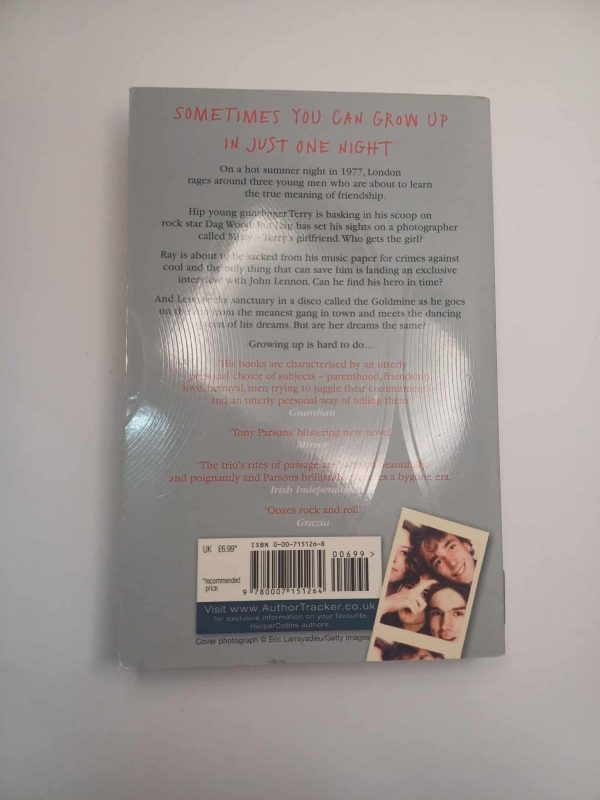 SOMETIMES YOU CAN GROW UP
IN JUST ONE NIGHT
On a hot summer night in 1977, London
rages around three young men who are about to learn
the true meaning of friendship.
Hip young gunslinger Terry is basking in his scoop on
rock star Dag Wood. But Dag has set his sights on a photographer
called Misty – Terry's girlfriend. Who gets the girl?
Ray is about to be sacked from his music paper for crimes against
cool and the only thing that can save him is landing an exclusive
interview with John Lennon. Can he find his hero in time?
And Leon seeks sanctuary in a disco called the Goldmine as he goes
on the run from the meanest gang in town and meets the dancing
queen of his dreams. But are her dreams the same?
Growing up is hard to do…
'His books are characterised by an utterly
personal choice of subjects – parenthood, friendship,
love, betrayal, men trying to juggle their commitments –
and an utterly personal way of telling them'
Guardian
'Tony Parsons' blistering new novel'
Mirror
'The trio's rites of passage are handled beautifully
and poignantly and Parsons brilliantly evokes a bygone era.'
Irish Independent
'Oozes rock and roll'
Grazia
UK £6.99*
*recommended
price
ISBN 0-00-715126-8
00699>
9 780007 151264
Visit www.AuthorTracker.co.uk
for exclusive information on your favourite
HarperCollins authors.
Cover photograph © Eric Larrayadieu/Getty Images